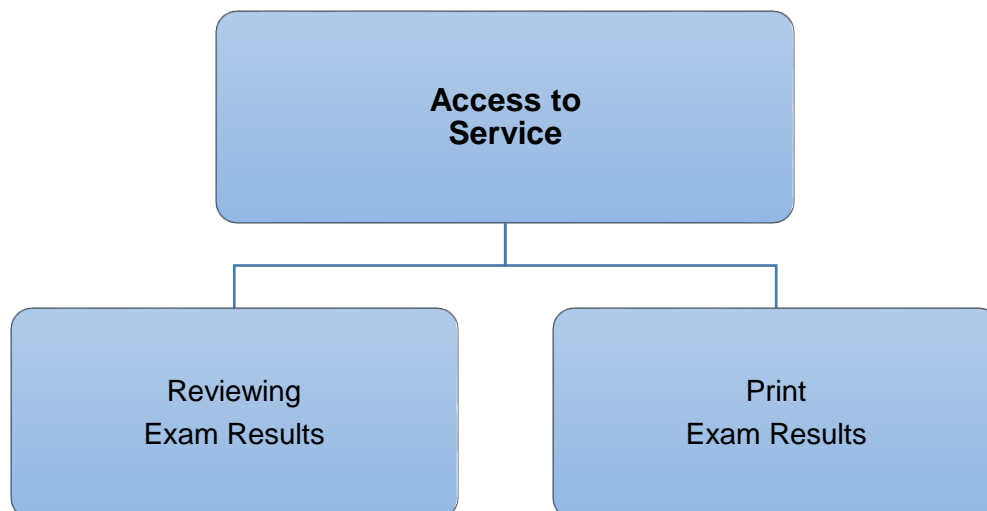 Access to
Service
Reviewing
Exam Results
Print
Exam Results